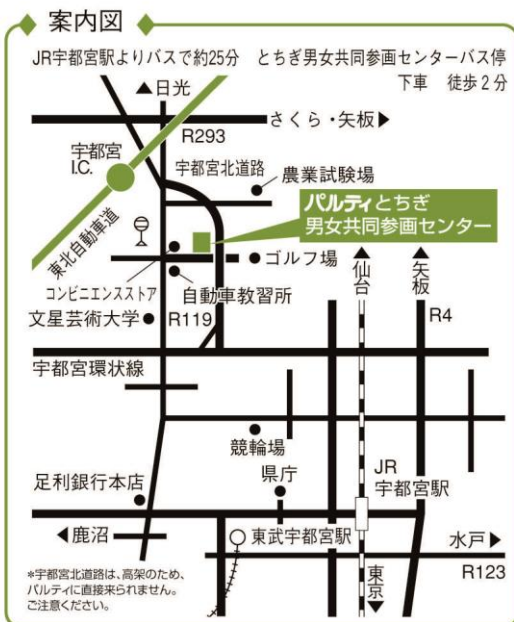 案内図
JR宇都宮駅よりバスで約25分 とちぎ男女共同参画センターバス停
下車 徒歩2分
▲日光
さくら・矢板▶
R293
宇都宮
I.C.
宇都宮北道路
農業試験場
東北自動車道
パルティとちぎ
男女共同参画センター
ゴルフ場
▲仙台
▲矢板
コンビニエンスストア
自動車教習所
文星芸術大学
R119
R4
宇都宮環状線
競輪場
足利銀行本店
県庁
JR
宇都宮駅
◀鹿沼
東武宇都宮駅
水戸▶
R123
東京▼
*宇都宮北道路は、高架のため、
パルティに直接来られません。
ご注意ください。